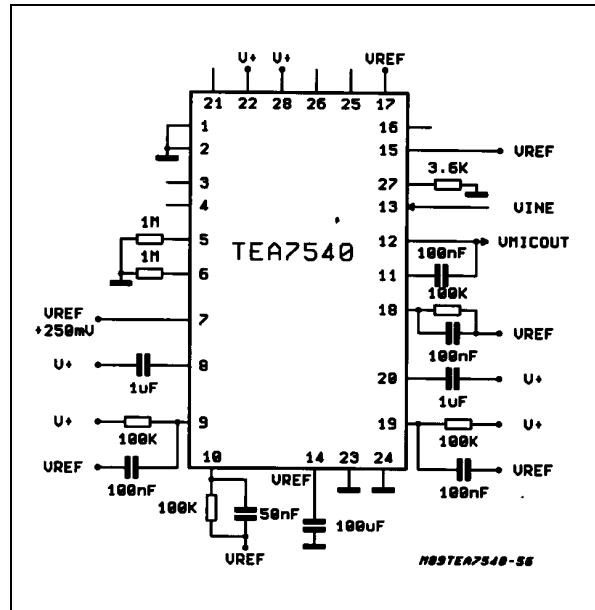 V+ V+ VREF
21 22 28 26 25 17
1 16
2 15 VREF
3.6K
3 27
4 13 VINE
1M
5 TEA7540 12 VMICOUT
100nF
1M
6 11
100K
VREF 7 18
+250mV VREF
100nF
V+ 8 20 V+
1uF 1uF
V+ 9 19 V+
100K 100K
10 14 23 24
VREF VREF VREF
100nF 100nF
100K 50nF 100uF
VREF
M89TEA7540-56